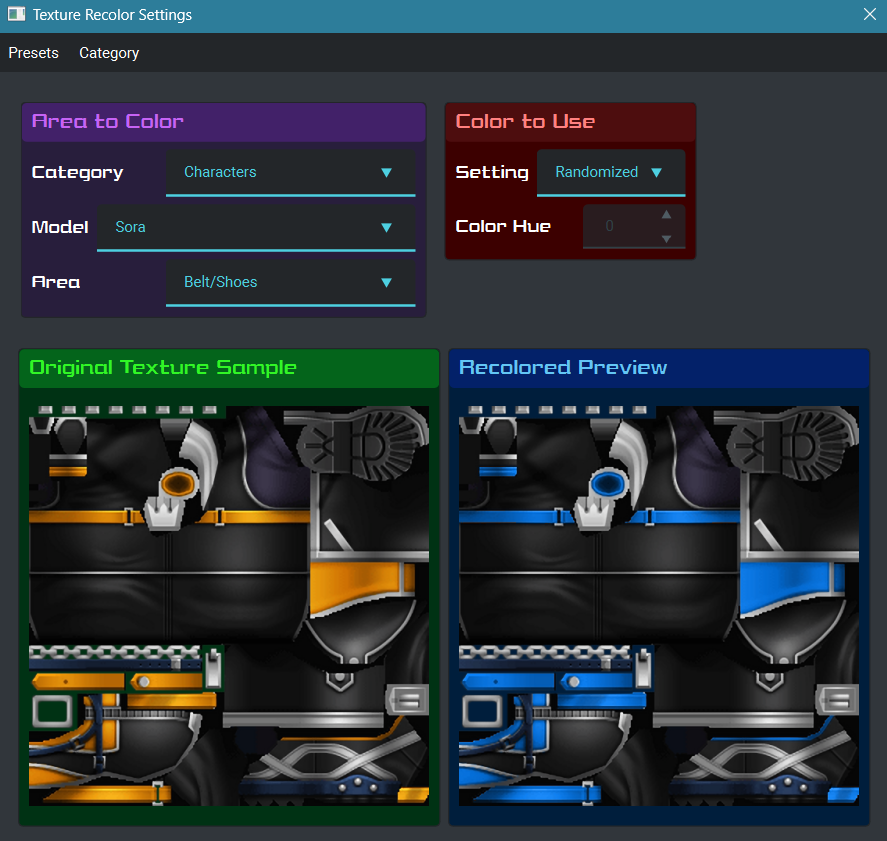 Texture Recolor Settings
Presets Category
Area to Color
Category Characters
Model Sora
Area Belt/Shoes
Color to Use
Setting Randomized
Color Hue 0
Original Texture Sample
Recolored Preview